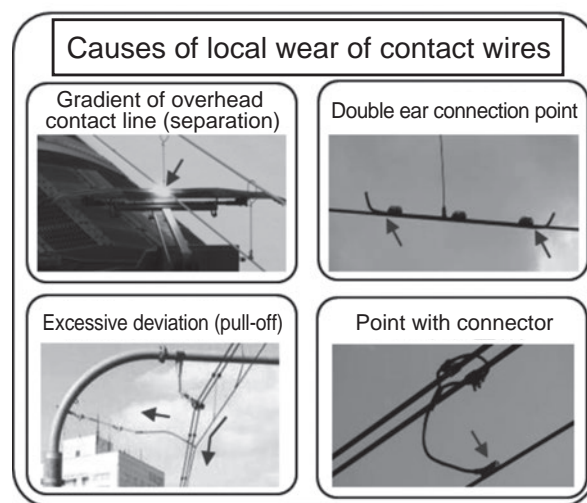 Causes of local wear of contact wires
Gradient of overhead
contact line (separation)
Double ear connection point
Excessive deviation (pull-off)
Point with connector